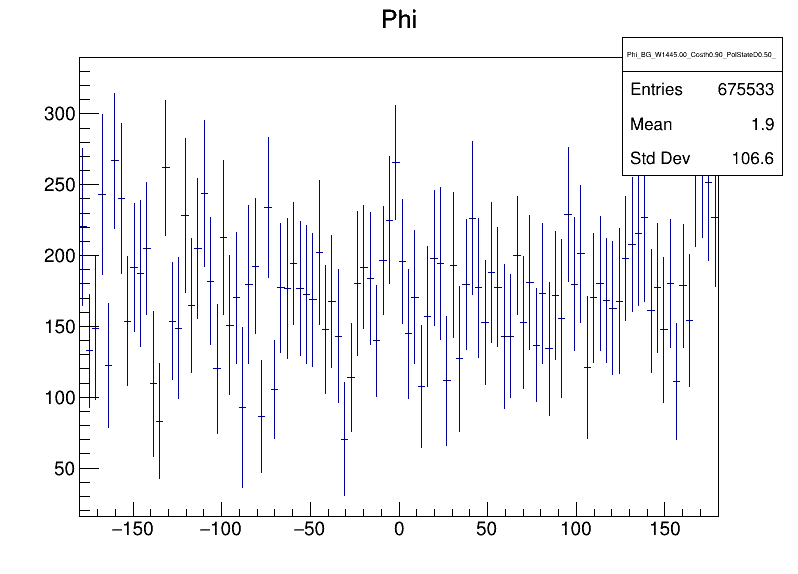 Phi
Phi_BG_W1445.00_Costh0.90_PolStateD0.50_
Entries 675533
Mean 1.9
Std Dev 106.6
300
250
200
150
100
50
−150 −100 −50 0 50 100 150